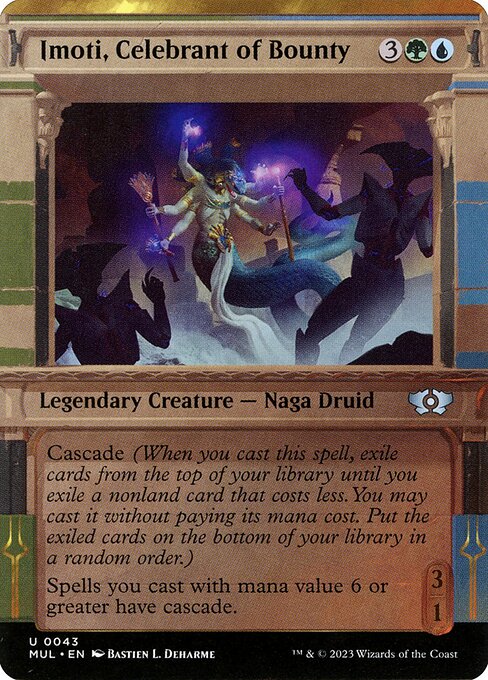 Imoti, Celebrant of Bounty 3
Legendary Creature — Naga Druid
Cascade (When you cast this spell, exile
cards from the top of your library until you
exile a nonland card that costs less. You may
cast it without paying its mana cost. Put the
exiled cards on the bottom of your library in
a random order.)
Spells you cast with mana value 6 or
greater have cascade.
3
1
U 0043
MUL • EN Bastien L. Deharme
™ & © 2023 Wizards of the Coast